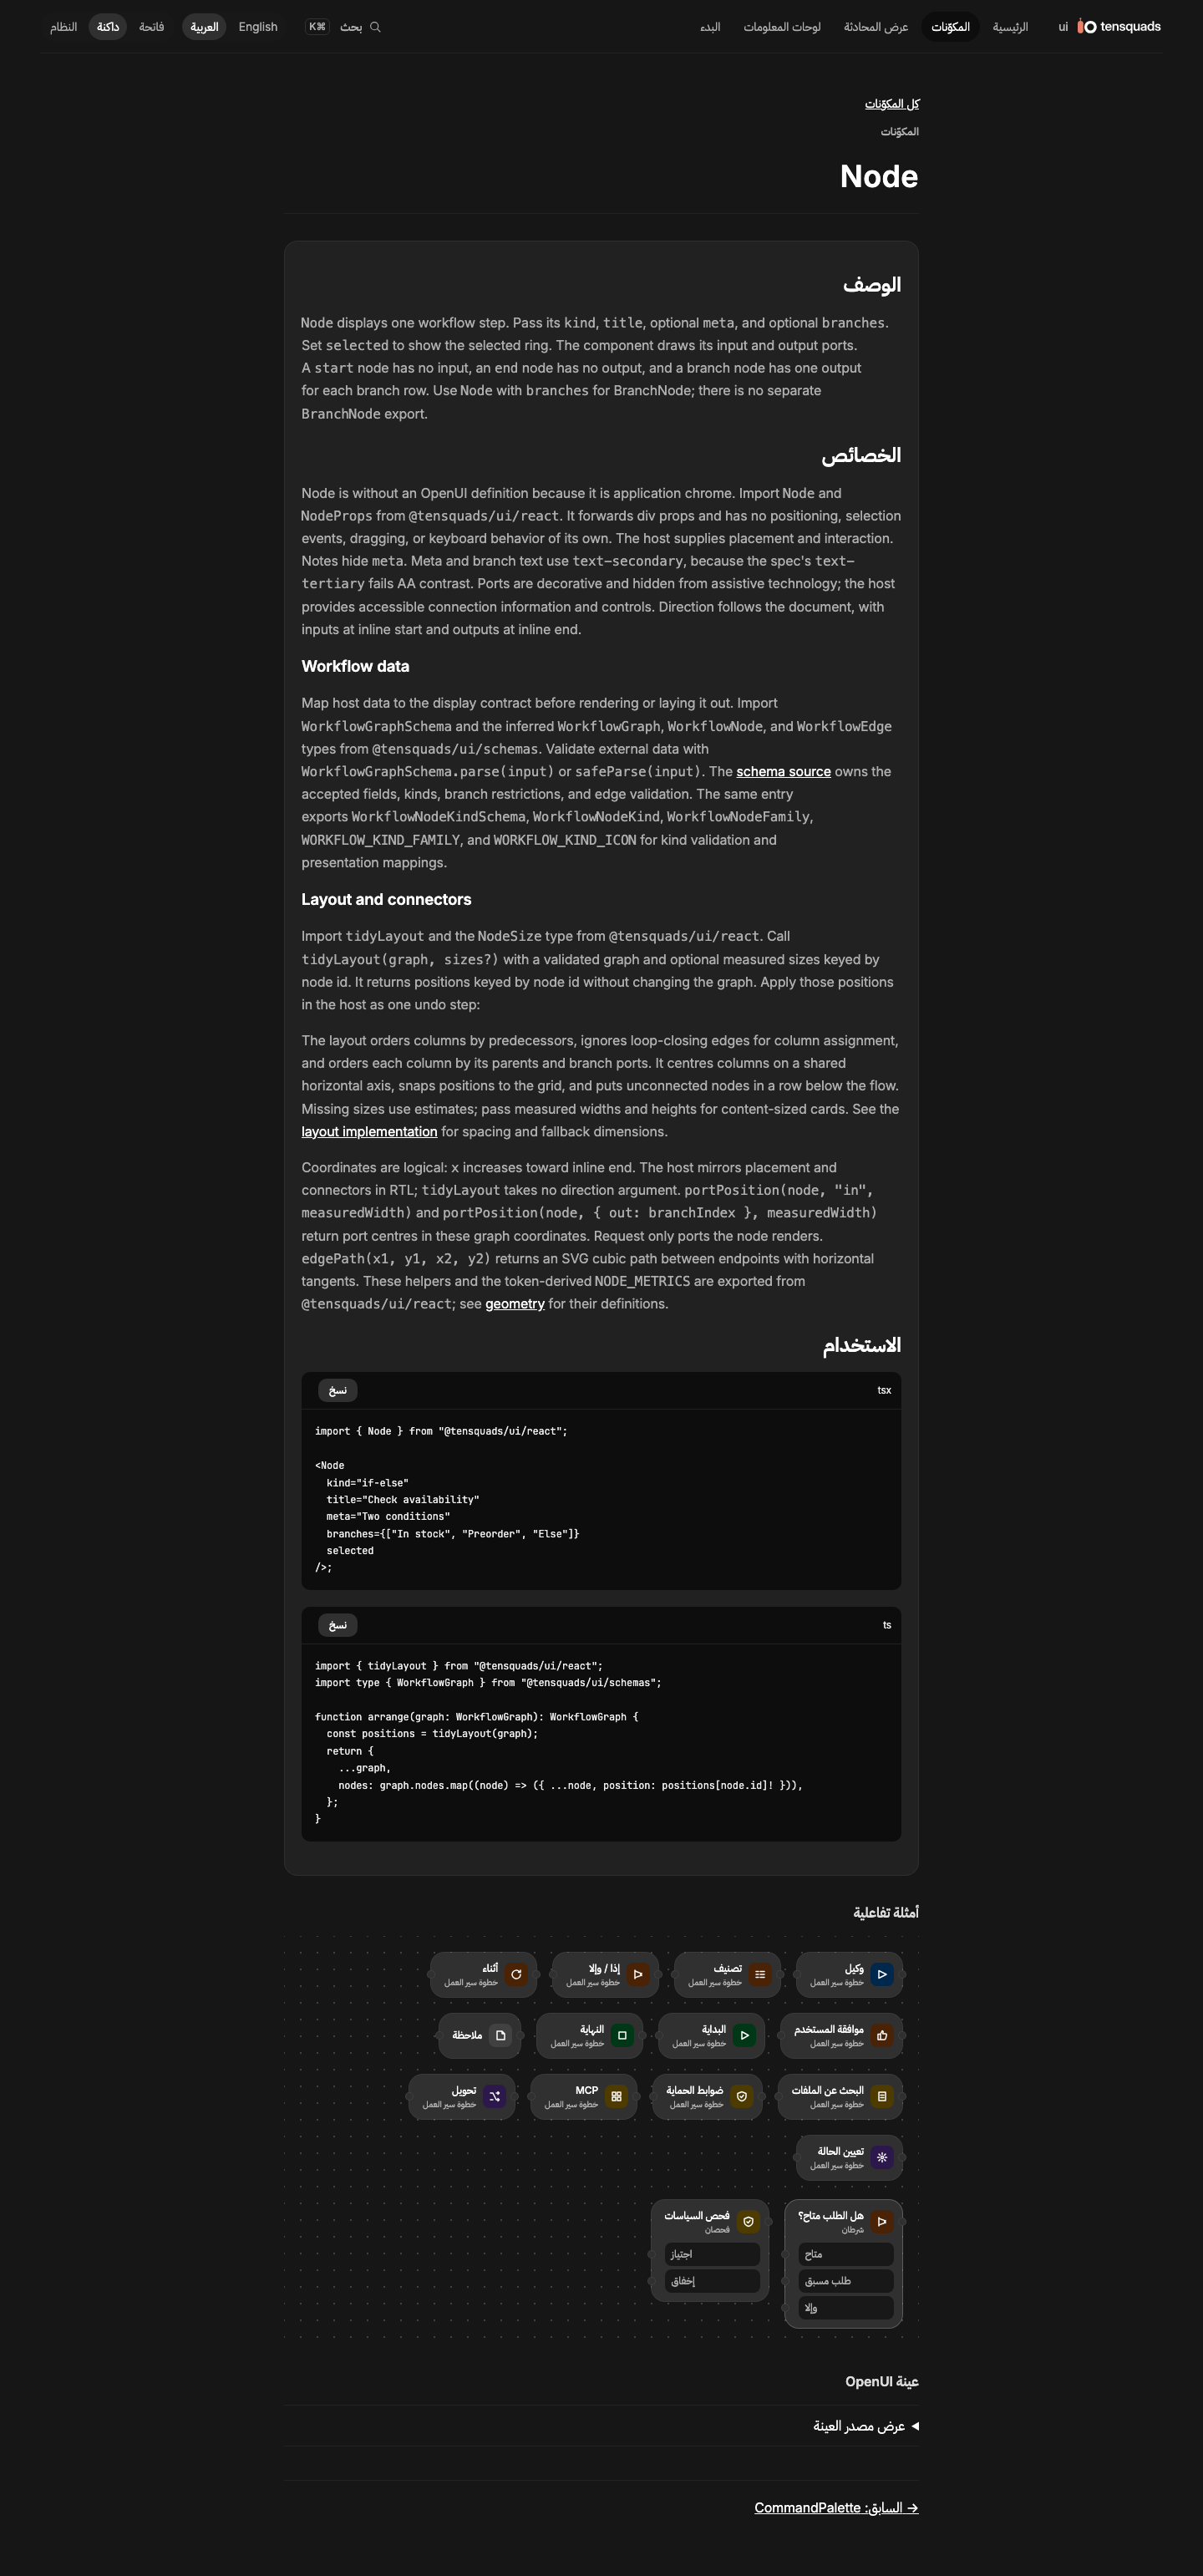 tensquads ui
الرئيسية
المكوّنات
عرض المحادثة
لوحات المعلومات
البدء
بحث
⌘K
English
العربية
فاتحة
داكنة
النظام
كل المكوّنات
المكوّنات
Node
الوصف
Node displays one workflow step. Pass its kind, title, optional meta, and optional branches.
Set selected to show the selected ring. The component draws its input and output ports.
A start node has no input, an end node has no output, and a branch node has one output
for each branch row. Use Node with branches for BranchNode; there is no separate
BranchNode export.
الخصائص
Node is without an OpenUI definition because it is application chrome. Import Node and
NodeProps from @tensquads/ui/react. It forwards div props and has no positioning, selection
events, dragging, or keyboard behavior of its own. The host supplies placement and interaction.
Notes hide meta. Meta and branch text use text-secondary, because the spec's text-
tertiary fails AA contrast. Ports are decorative and hidden from assistive technology; the host
provides accessible connection information and controls. Direction follows the document, with
inputs at inline start and outputs at inline end.
Workflow data
Map host data to the display contract before rendering or laying it out. Import
WorkflowGraphSchema and the inferred WorkflowGraph, WorkflowNode, and WorkflowEdge
types from @tensquads/ui/schemas. Validate external data with
WorkflowGraphSchema.parse(input) or safeParse(input). The schema source owns the
accepted fields, kinds, branch restrictions, and edge validation. The same entry
exports WorkflowNodeKindSchema, WorkflowNodeKind, WorkflowNodeFamily,
WORKFLOW_KIND_FAMILY, and WORKFLOW_KIND_ICON for kind validation and
presentation mappings.
Layout and connectors
Import tidyLayout and the NodeSize type from @tensquads/ui/react. Call
tidyLayout(graph, sizes?) with a validated graph and optional measured sizes keyed by
node id. It returns positions keyed by node id without changing the graph. Apply those positions
in the host as one undo step:
The layout orders columns by predecessors, ignores loop-closing edges for column assignment,
and orders each column by its parents and branch ports. It centres columns on a shared
horizontal axis, snaps positions to the grid, and puts unconnected nodes in a row below the flow.
Missing sizes use estimates; pass measured widths and heights for content-sized cards. See the
layout implementation for spacing and fallback dimensions.
Coordinates are logical: x increases toward inline end. The host mirrors placement and
connectors in RTL; tidyLayout takes no direction argument. portPosition(node, "in",
measuredWidth) and portPosition(node, { out: branchIndex }, measuredWidth)
return port centres in these graph coordinates. Request only ports the node renders.
edgePath(x1, y1, x2, y2) returns an SVG cubic path between endpoints with horizontal
tangents. These helpers and the token-derived NODE_METRICS are exported from
@tensquads/ui/react; see geometry for their definitions.
الاستخدام
tsx
نسخ
import { Node } from "@tensquads/ui/react";
<Node
kind="if-else"
title="Check availability"
meta="Two conditions"
branches={["In stock", "Preorder", "Else"]}
selected
/>;
ts
نسخ
import { tidyLayout } from "@tensquads/ui/react";
import type { WorkflowGraph } from "@tensquads/ui/schemas";
function arrange(graph: WorkflowGraph): WorkflowGraph {
const positions = tidyLayout(graph);
return {
...graph,
nodes: graph.nodes.map((node) => ({ ...node, position: positions[node.id]! })),
};
}
أمثلة تفاعلية
وكيل
خطوة سير العمل
تصنيف
خطوة سير العمل
إذا / وإلا
خطوة سير العمل
أثناء
خطوة سير العمل
موافقة المستخدم
خطوة سير العمل
البداية
خطوة سير العمل
النهاية
خطوة سير العمل
ملاحظة
البحث عن الملفات
خطوة سير العمل
ضوابط الحماية
خطوة سير العمل
MCP
خطوة سير العمل
تحويل
خطوة سير العمل
تعيين الحالة
خطوة سير العمل
هل الطلب متاح؟
شرطان
متاح
طلب مسبق
وإلا
فحص السياسات
فحصان
اجتياز
إخفاق
عينة OpenUI
عرض مصدر العينة
→ السابق: CommandPalette